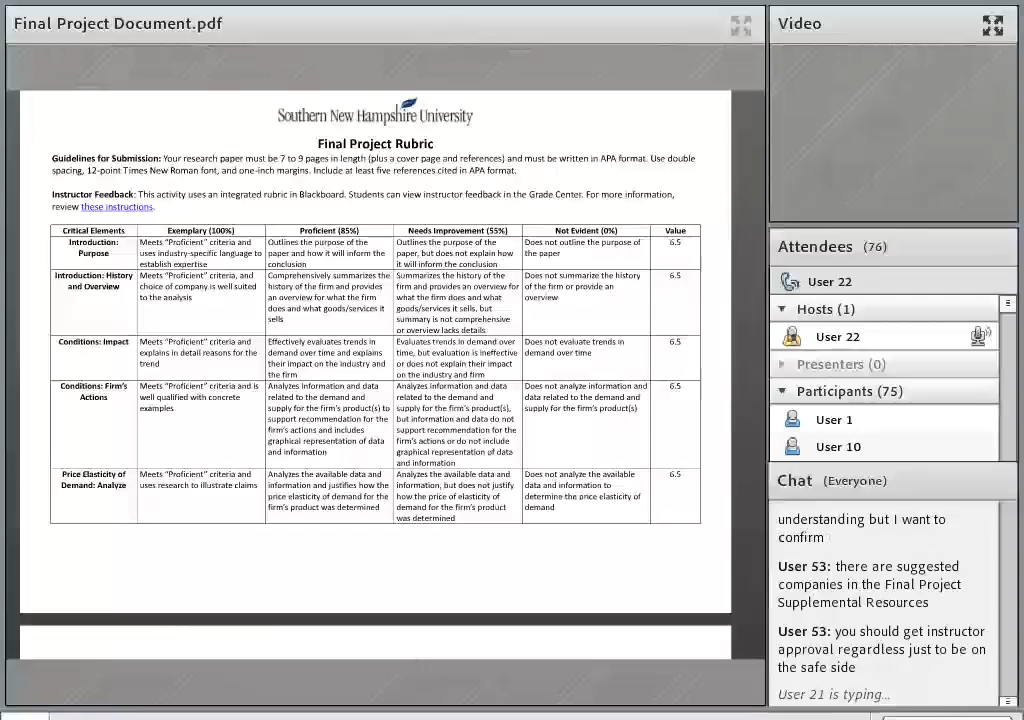 Final Project Document.pdf
Southern New Hampshire University
Final Project Rubric
Guidelines for Submission: Your research paper must be 7 to 9 pages in length (plus a cover page and references) and must be written in APA format. Use double
spacing, 12-point Times New Roman font, and one-inch margins. Include at least five references cited in APA format.
Instructor Feedback: This activity uses an integrated rubric in Blackboard. Students can view instructor feedback in the Grade Center. For more information,
review these instructions.
Critical Elements Exemplary (100%) Proficient (85%) Needs Improvement (55%) Not Evident (0%) Value
Introduction:
Purpose
Meets "Proficient" criteria and
uses industry-specific language to
establish expertise
Outlines the purpose of the
paper and how it will inform the
conclusion
Outlines the purpose of the
paper, but does not explain how
it will inform the conclusion
Does not outline the purpose of
the paper
6.5
Introduction: History
and Overview
Meets "Proficient" criteria, and
choice of company is well suited
to the analysis
Comprehensively summarizes the
history of the firm and provides
an overview for what the firm
does and what goods/services it
sells
Summarizes the history of the
firm and provides an overview for
what the firm does and what
goods/services it sells, but
summary is not comprehensive
or overview lacks details
Does not summarize the history
of the firm or provide an
overview
6.5
Conditions: Impact
Meets "Proficient" criteria and
explains in detail reasons for the
trend
Effectively evaluates trends in
demand over time and explains
their impact on the industry and
the firm
Evaluates trends in demand over
time, but evaluation is ineffective
or does not explain their impact
on the industry and firm
Does not evaluate trends in
demand over time
6.5
Conditions: Firm's
Actions
Meets "Proficient" criteria and is
well qualified with concrete
examples
Analyzes information and data
related to the demand and
supply for the firm's product(s) to
support recommendation for the
firm's actions and includes
graphical representation of data
and information
Analyzes information and data
related to the demand and
supply for the firm's product(s),
but information and data do not
support recommendation for the
firm's actions or do not include
graphical representation of data
and information
Does not analyze information and
data related to the demand and
supply for the firm's product(s)
6.5
Price Elasticity of
Demand: Analyze
Meets "Proficient" criteria and
uses research to illustrate claims
Analyzes the available data and
information and justifies how the
price elasticity of demand for the
firm's product was determined
Analyzes the available data and
information, but does not justify
how the price of elasticity of
demand for the firm's product
was determined
Does not analyze the available
data and information to
determine the price elasticity of
demand
6.5
Video
Attendees (76)
User 22
Hosts (1)
User 22
Presenters (0)
Participants (75)
User 1
User 10
Chat (Everyone)
understanding but I want to
confirm
User 53: there are suggested
companies in the Final Project
Supplemental Resources
User 53: you should get instructor
approval regardless just to be on
the safe side
User 21 is typing...